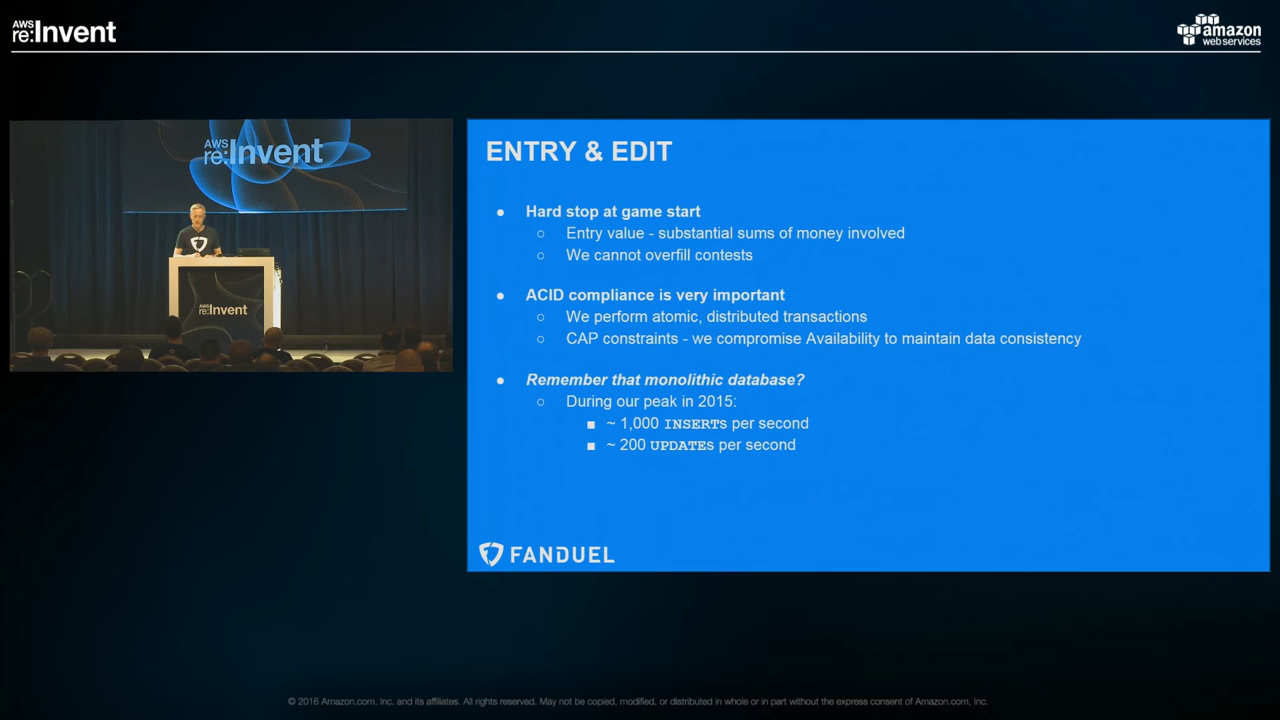 AWS
re:Invent
amazon
web services
AWS
re:Invent
AWS
re:Invent
ENTRY & EDIT
● Hard stop at game start
○ Entry value - substantial sums of money involved
○ We cannot overfill contests
● ACID compliance is very important
○ We perform atomic, distributed transactions
○ CAP constraints - we compromise Availability to maintain data consistency
● Remember that monolithic database?
○ During our peak in 2015:
■ ~ 1,000 INSERTs per second
■ ~ 200 UPDATEs per second
FANDUEL
© 2016 Amazon.com, Inc. and its affiliates. All rights reserved. May not be copied, modified, or distributed in whole or in part without the express consent of Amazon.com, Inc.